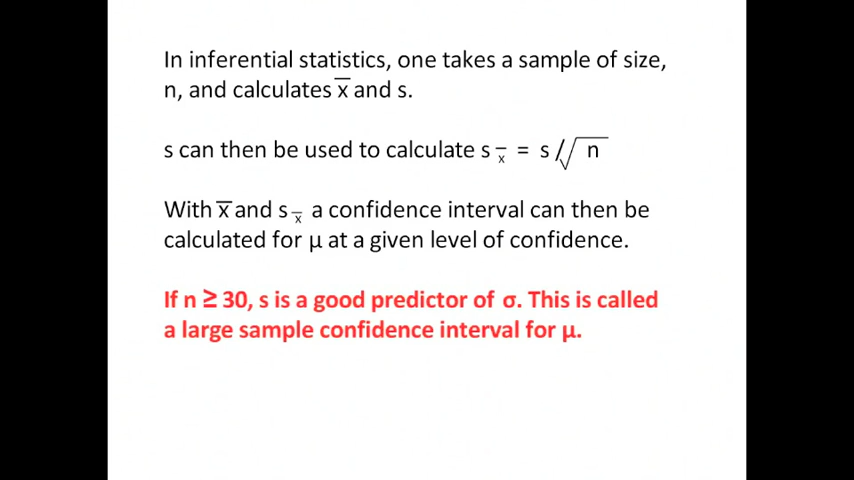 In inferential statistics, one takes a sample of size,
n, and calculates x̅ and s.
s can then be used to calculate s x̅ = s /√ n
With x̅ and s x̅ a confidence interval can then be
calculated for μ at a given level of confidence.
If n ≥ 30, s is a good predictor of σ. This is called
a large sample confidence interval for μ.